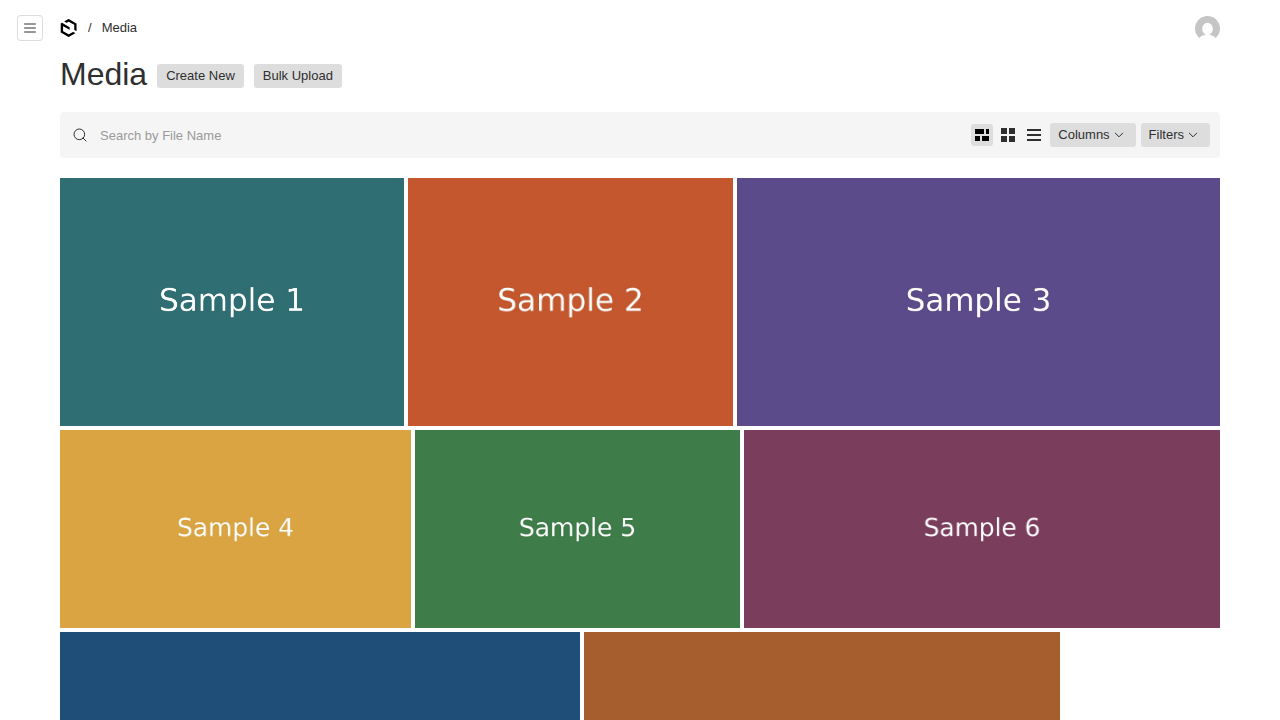 / Media
Media
Create New
Bulk Upload
Search by File Name
Columns
Filters
Sample 1
Sample 2
Sample 3
Sample 4
Sample 5
Sample 6